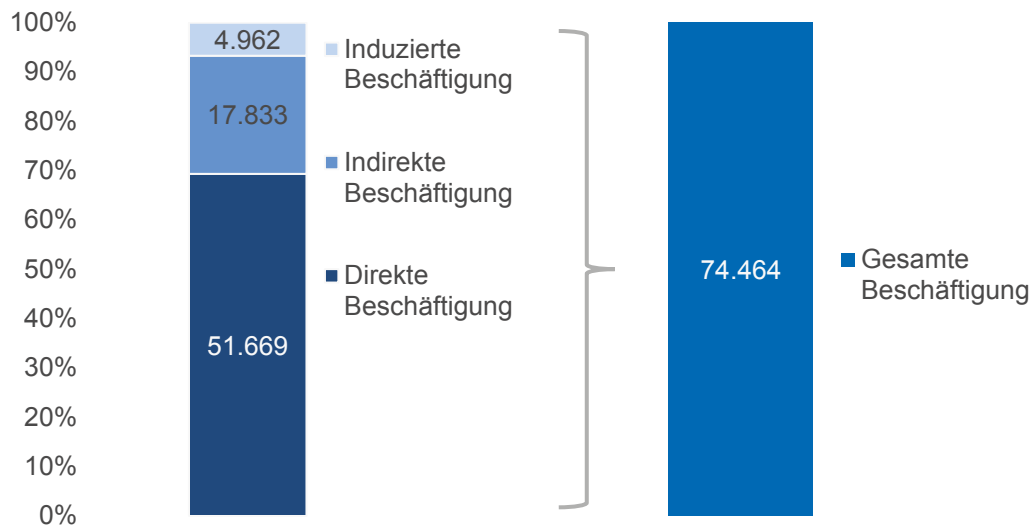 100%
90%
80%
70%
60%
50%
40%
30%
20%
10%
0%
4.962
17.833
51.669
Induzierte
Beschäftigung
Indirekte
Beschäftigung
Direkte
Beschäftigung
74.464
Gesamte
Beschäftigung